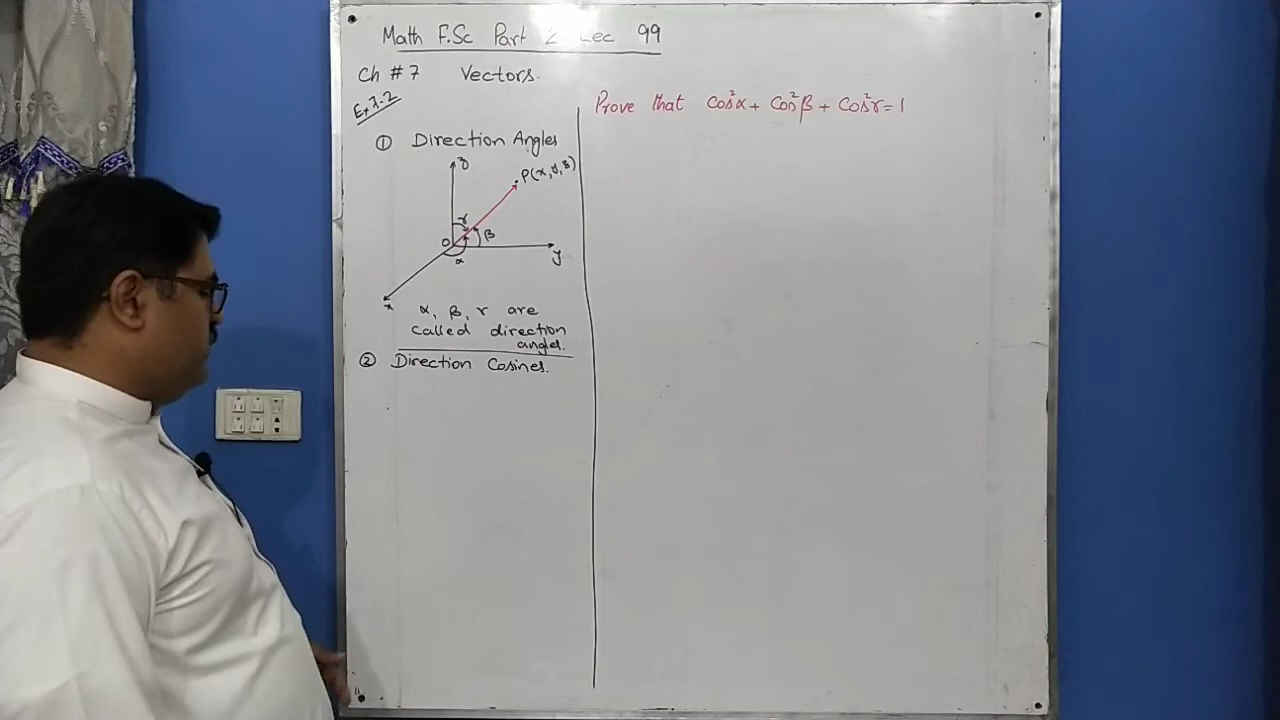 Math F.Sc Part 2 Lec 99
Ch # 7 Vectors.
Ex 7.2
Prove that Cos²α + Cos²β + Cos²γ = 1
① Direction Angles
z
P(x, y, z)
γ
O
β
α
y
x
α, β, γ are
called direction
angles.
② Direction Cosines.